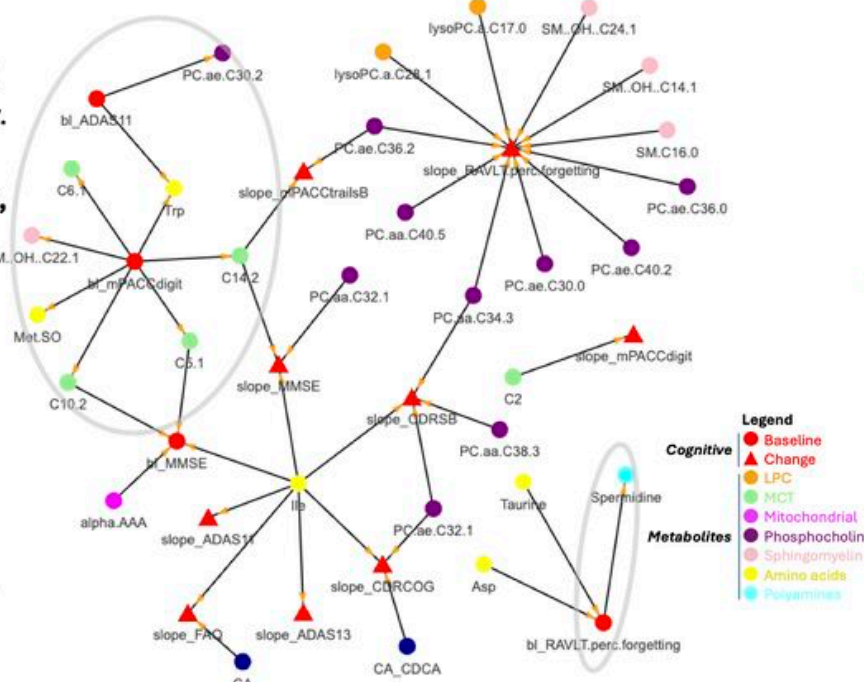 lysoPC.a.C17.0
SM..OH..C24.1
PC.ae.C30.2
lysoPC.a.C28.1
SM..OH..C14.1
bl_ADAS11
PC.ae.C36.2
SM.C16.0
slope_RAVLT.perc.forgetting
C6.1
slope_mPACCtrailsB
Trp
PC.ae.C36.0
PC.aa.C40.5
M..OH..C22.1
PC.ae.C40.2
C14.2
bl_mPACCdigit
PC.ae.C30.0
PC.aa.C32.1
PC.aa.C34.3
Met.SO
slope_mPACCdigit
C5.1
slope_MMSE
C10.2
C2
slope_CDRSB
Legend
Cognitive
Baseline
Change
PC.aa.C38.3
bl_MMSE
LPC
MCT
Ile
Taurine
Spermidine
Mitochondrial
alpha.AAA
Metabolites
Phosphocholin
PC.ae.C32.1
slope_ADAS11
Sphingomyelin
Amino acids
Asp
slope_CDRCOG
Polyamines
slope_FAQ
slope_ADAS13
bl_RAVLT.perc.forgetting
CA_CDCA